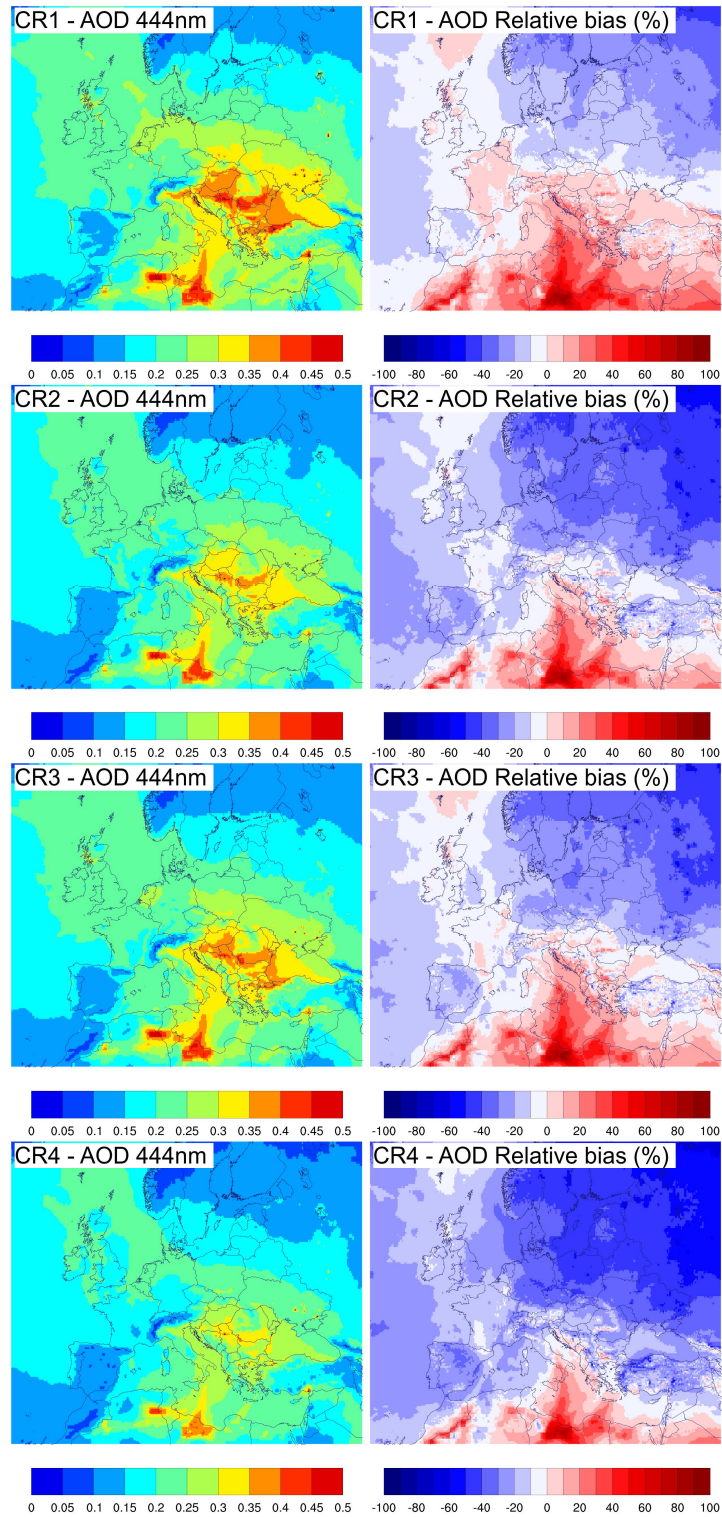 CR1 - AOD 444nm
CR1 - AOD Relative bias (%)
0 0.05 0.1 0.15 0.2 0.25 0.3 0.35 0.4 0.45 0.5
-100 -80 -60 -40 -20 0 20 40 60 80 100
CR2 - AOD 444nm
CR2 - AOD Relative bias (%)
0 0.05 0.1 0.15 0.2 0.25 0.3 0.35 0.4 0.45 0.5
-100 -80 -60 -40 -20 0 20 40 60 80 100
CR3 - AOD 444nm
CR3 - AOD Relative bias (%)
0 0.05 0.1 0.15 0.2 0.25 0.3 0.35 0.4 0.45 0.5
-100 -80 -60 -40 -20 0 20 40 60 80 100
CR4 - AOD 444nm
CR4 - AOD Relative bias (%)
0 0.05 0.1 0.15 0.2 0.25 0.3 0.35 0.4 0.45 0.5
-100 -80 -60 -40 -20 0 20 40 60 80 100